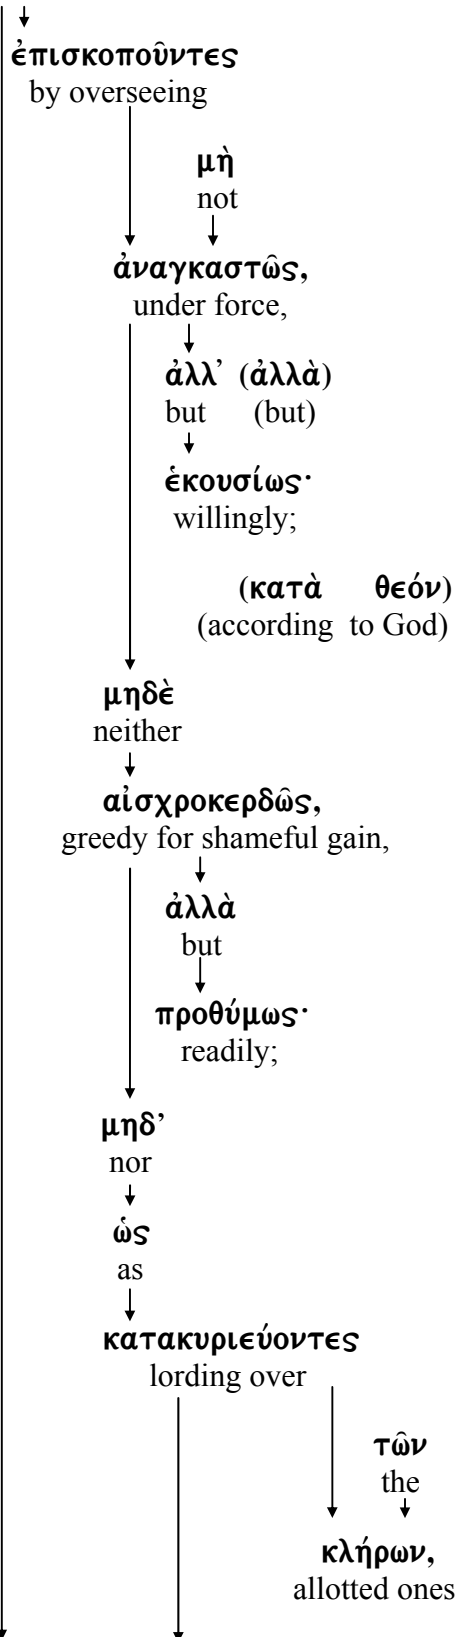 ἐπισκοποῦντες
by overseeing
μὴ
not
ἀναγκαστῶς,
under force,
ἀλλ’ (ἀλλὰ)
but (but)
ἑκουσίως·
willingly;
(κατὰ θεόν)
(according to God)
μηδὲ
neither
αἰσχροκερδῶς,
greedy for shameful gain,
ἀλλὰ
but
προθύμως·
readily;
μηδ’
nor
ὡς
as
κατακυριεύοντες
lording over
τῶν
the
κλήρων,
allotted ones